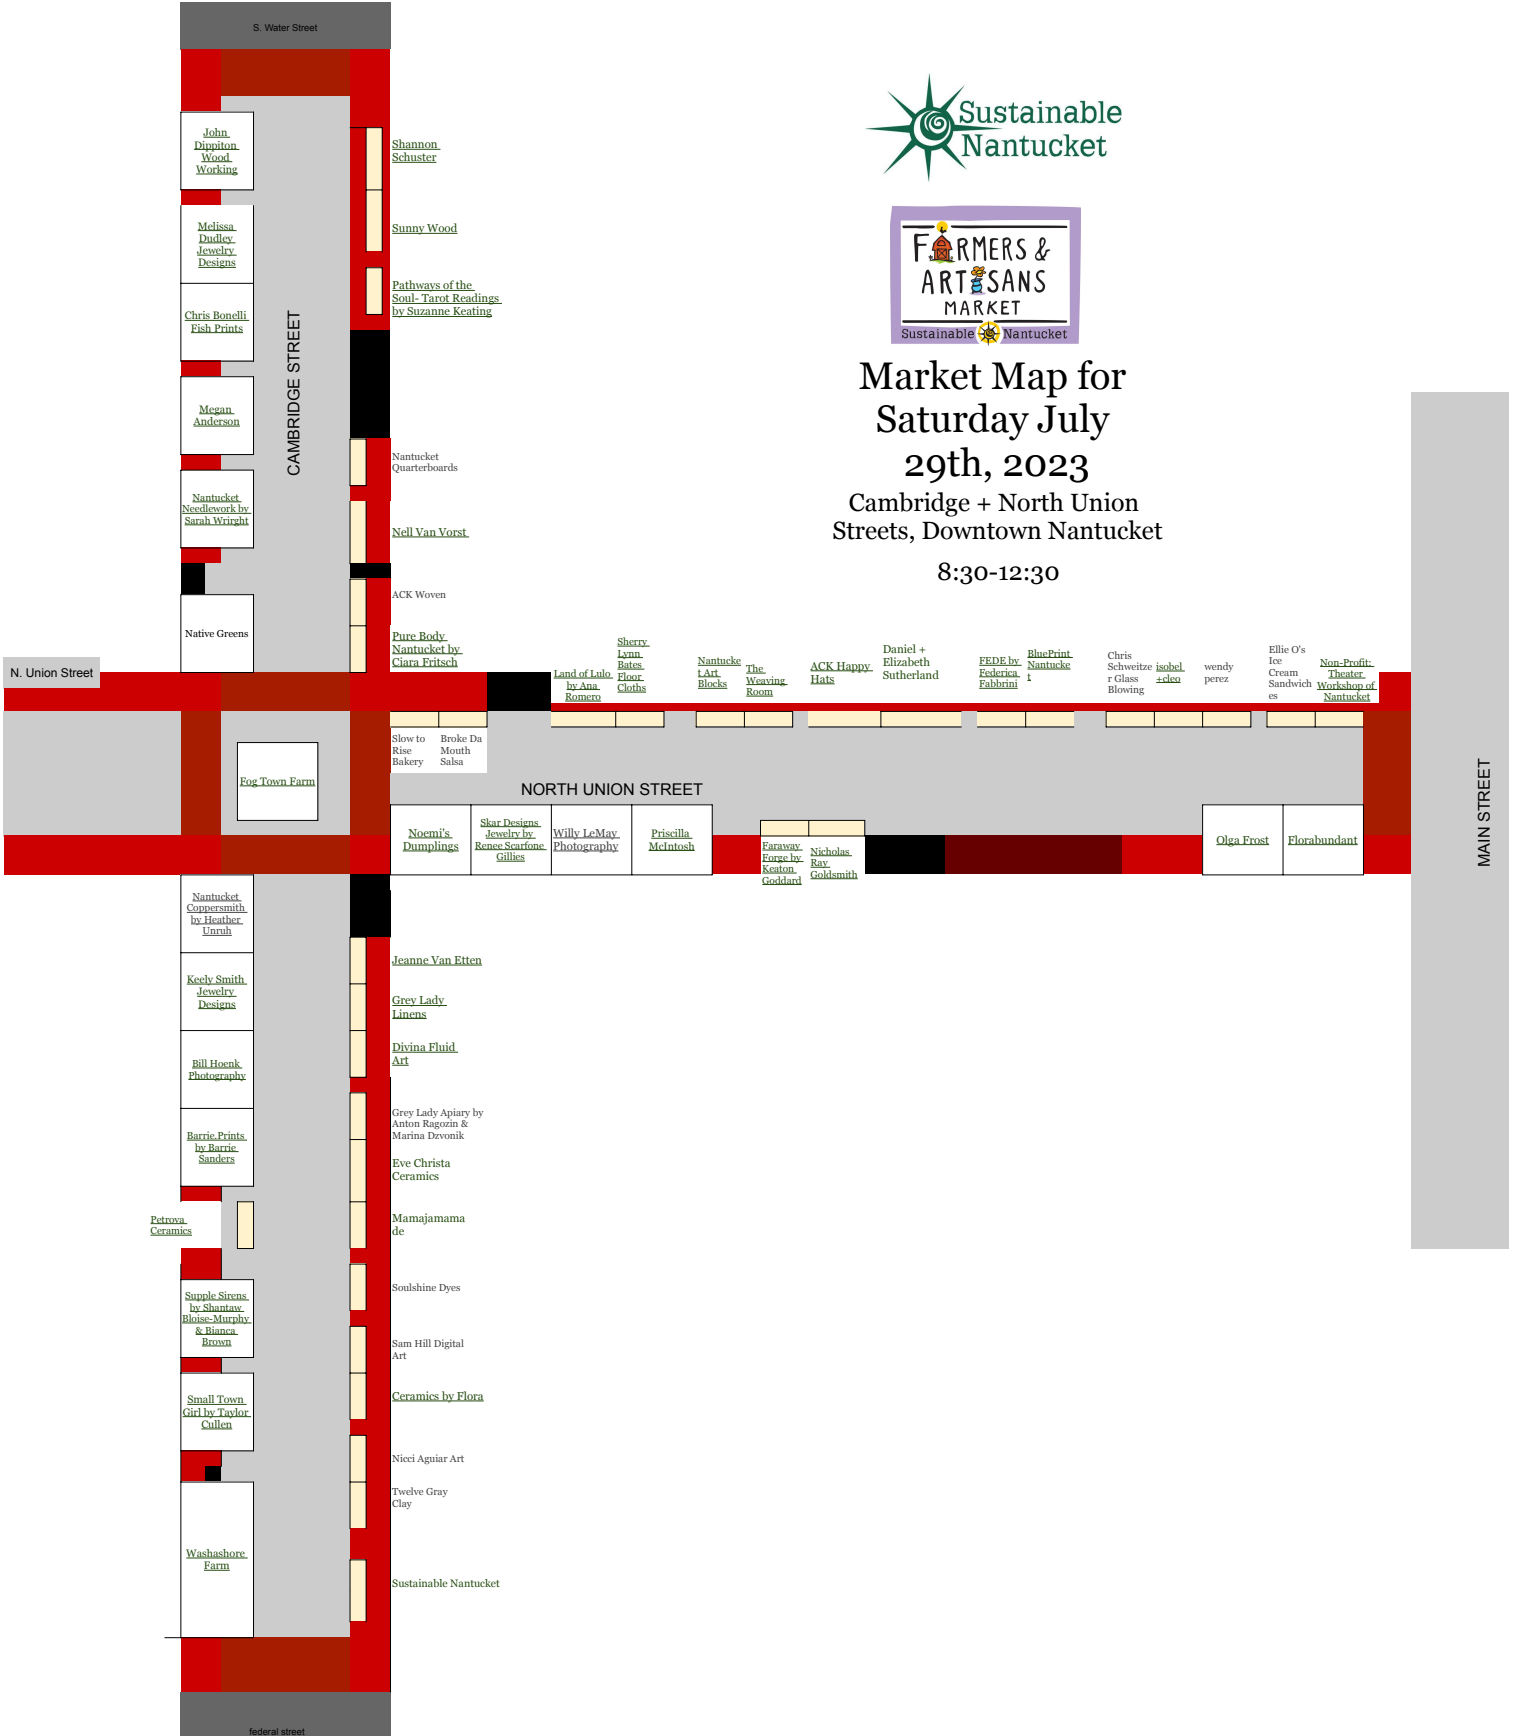 S. Water Street
Sustainable
Nantucket
FARMERS &
ARTISANS
MARKET
Sustainable Nantucket
Market Map for
Saturday July
29th, 2023
Cambridge + North Union
Streets, Downtown Nantucket
8:30-12:30
John
Dippiton
Wood
Working
Melissa
Dudley
Jewelry
Designs
Chris Bonelli
Fish Prints
Megan
Anderson
Nantucket
Needlework by
Sarah Wrirght
Native Greens
CAMBRIDGE STREET
Shannon
Schuster
Sunny Wood
Pathways of the
Soul- Tarot Readings
by Suzanne Keating
Nantucket
Quarterboards
Nell Van Vorst
ACK Woven
Pure Body
Nantucket by
Ciara Fritsch
N. Union Street
Land of Lulo
by Ana
Romero
Sherry
Lynn
Bates
Floor
Cloths
Nantucke
t Art
Blocks
The
Weaving
Room
ACK Happy
Hats
Daniel +
Elizabeth
Sutherland
FEDE by
Federica
Fabbrini
BluePrint
Nantucke
t
Chris
Schweitze
r Glass
Blowing
isobel
+cleo
wendy
perez
Ellie O's
Ice
Cream
Sandwich
es
Non-Profit:
Theater
Workshop of
Nantucket
Slow to
Rise
Bakery
Broke Da
Mouth
Salsa
Fog Town Farm
NORTH UNION STREET
MAIN STREET
Noemi's
Dumplings
Skar Designs
Jewelry by
Renee Scarfone
Gillies
Willy LeMay
Photography
Priscilla
McIntosh
Faraway
Forge by
Keaton
Goddard
Nicholas
Ray
Goldsmith
Olga Frost
Florabundant
Nantucket
Coppersmith
by Heather
Unruh
Keely Smith
Jewelry
Designs
Bill Hoenk
Photography
Barrie.Prints
by Barrie
Sanders
Petrova
Ceramics
Supple Sirens
by Shantaw
Bloise-Murphy
& Bianca
Brown
Small Town
Girl by Taylor
Cullen
Washashore
Farm
Jeanne Van Etten
Grey Lady
Linens
Divina Fluid
Art
Grey Lady Apiary by
Anton Ragozin &
Marina Dzvonik
Eve Christa
Ceramics
Mamajamama
de
Soulshine Dyes
Sam Hill Digital
Art
Ceramics by Flora
Nicci Aguiar Art
Twelve Gray
Clay
Sustainable Nantucket
federal street